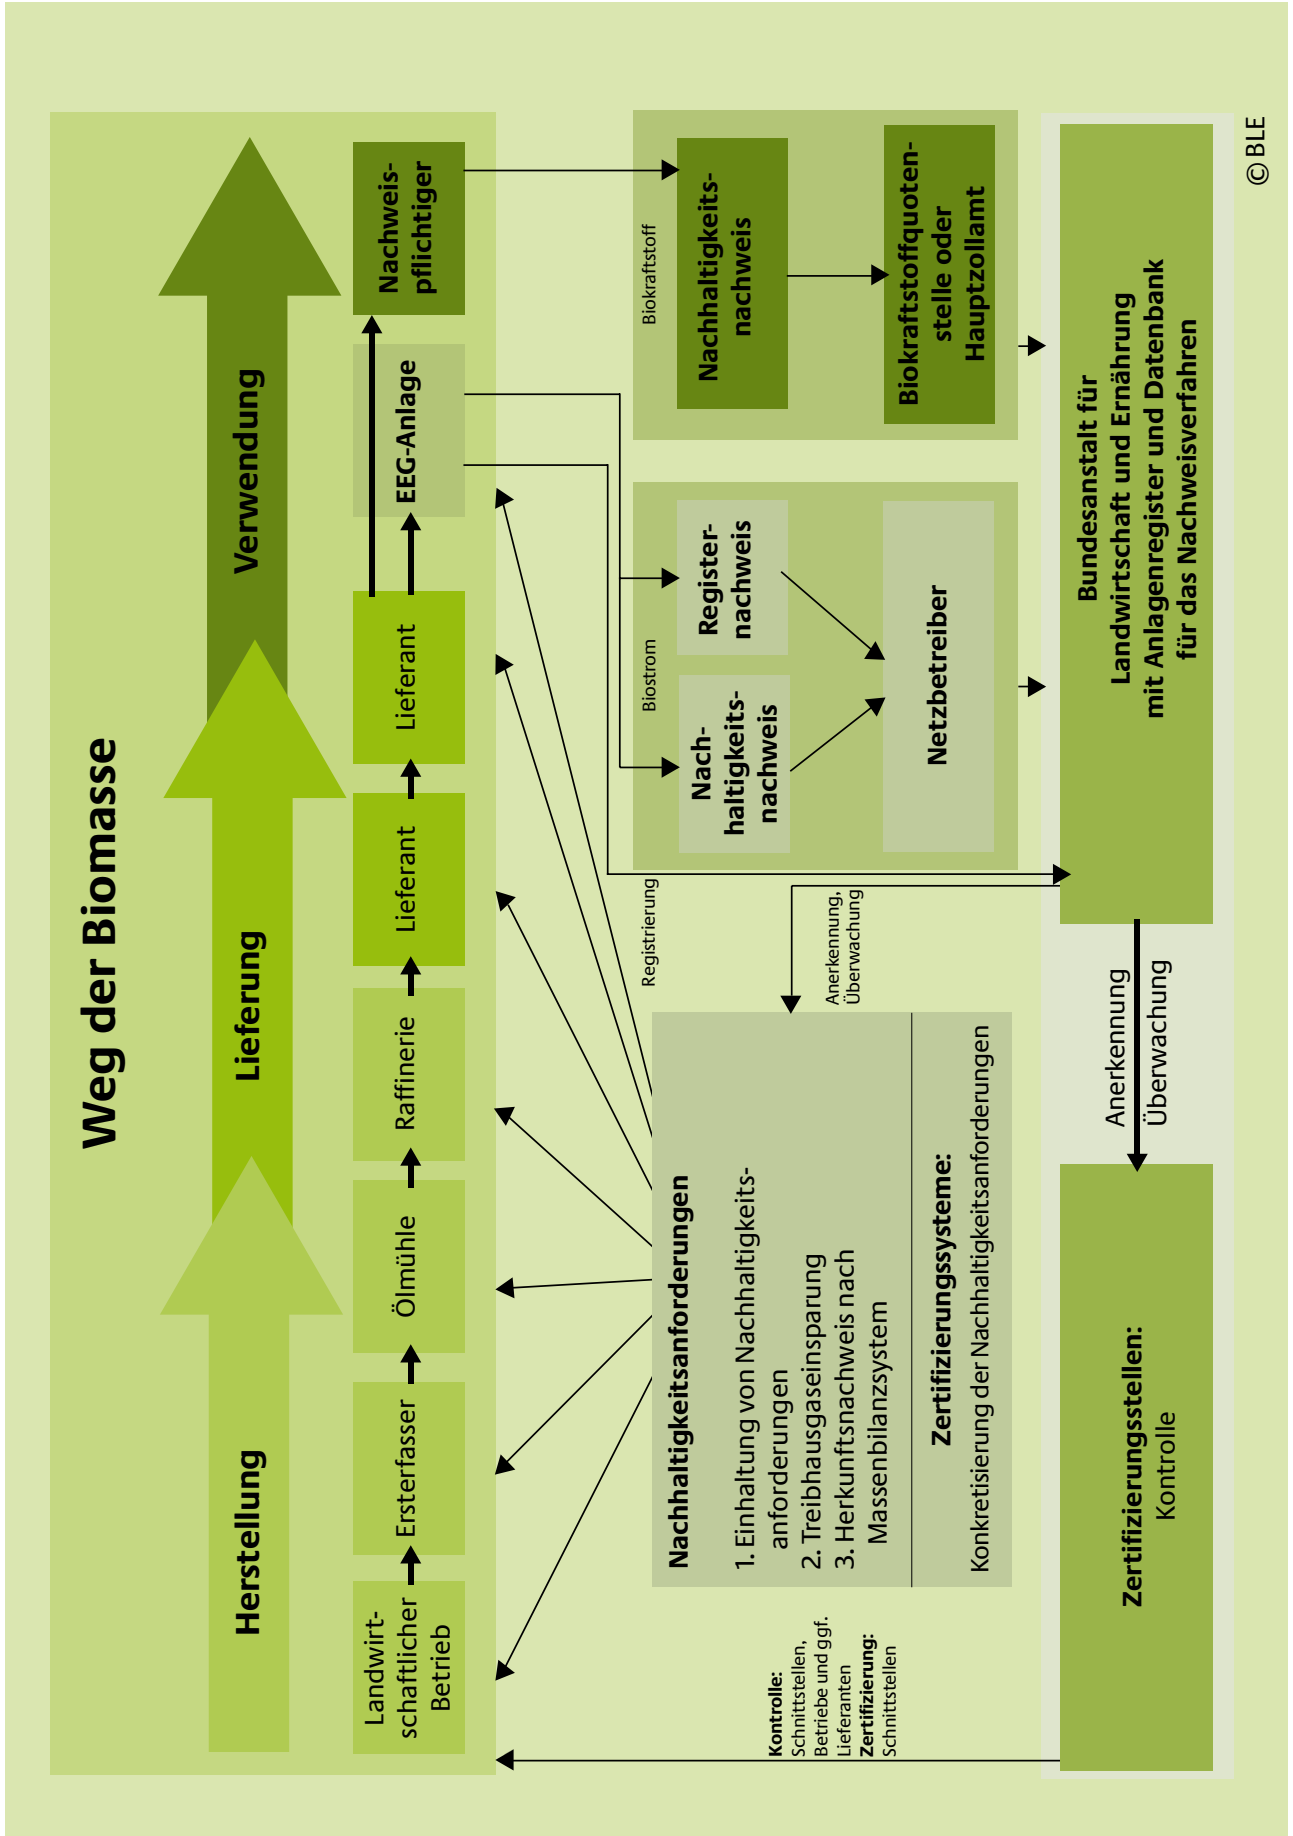 Weg der Biomasse
Herstellung
Lieferung
Verwendung
Landwirt-
schaftlicher
Betrieb
Ersterfasser
Ölmühle
Raffinerie
Lieferant
Lieferant
EEG-Anlage
Nachweis-
pflichtiger
Kontrolle:
Schnittstellen,
Betriebe und ggf.
Lieferanten
Zertifizierung:
Schnittstellen
Nachhaltigkeitsanforderungen
1. Einhaltung von Nachhaltigkeits-
anforderungen
2. Treibhausgaseinsparung
3. Herkunftsnachweis nach
Massenbilanzsystem
Zertifizierungssysteme:
Konkretisierung der Nachhaltigkeitsanforderungen
Registrierung
Anerkennung,
Überwachung
Biostrom
Nach-
haltigkeits-
nachweis
Register-
nachweis
Netzbetreiber
Biokraftstoff
Nachhaltigkeits-
nachweis
Biokraftstoffquoten-
stelle oder
Hauptzollamt
Zertifizierungsstellen:
Kontrolle
Anerkennung
Überwachung
Bundesanstalt für
Landwirtschaft und Ernährung
mit Anlagenregister und Datenbank
für das Nachweisverfahren
© BLE